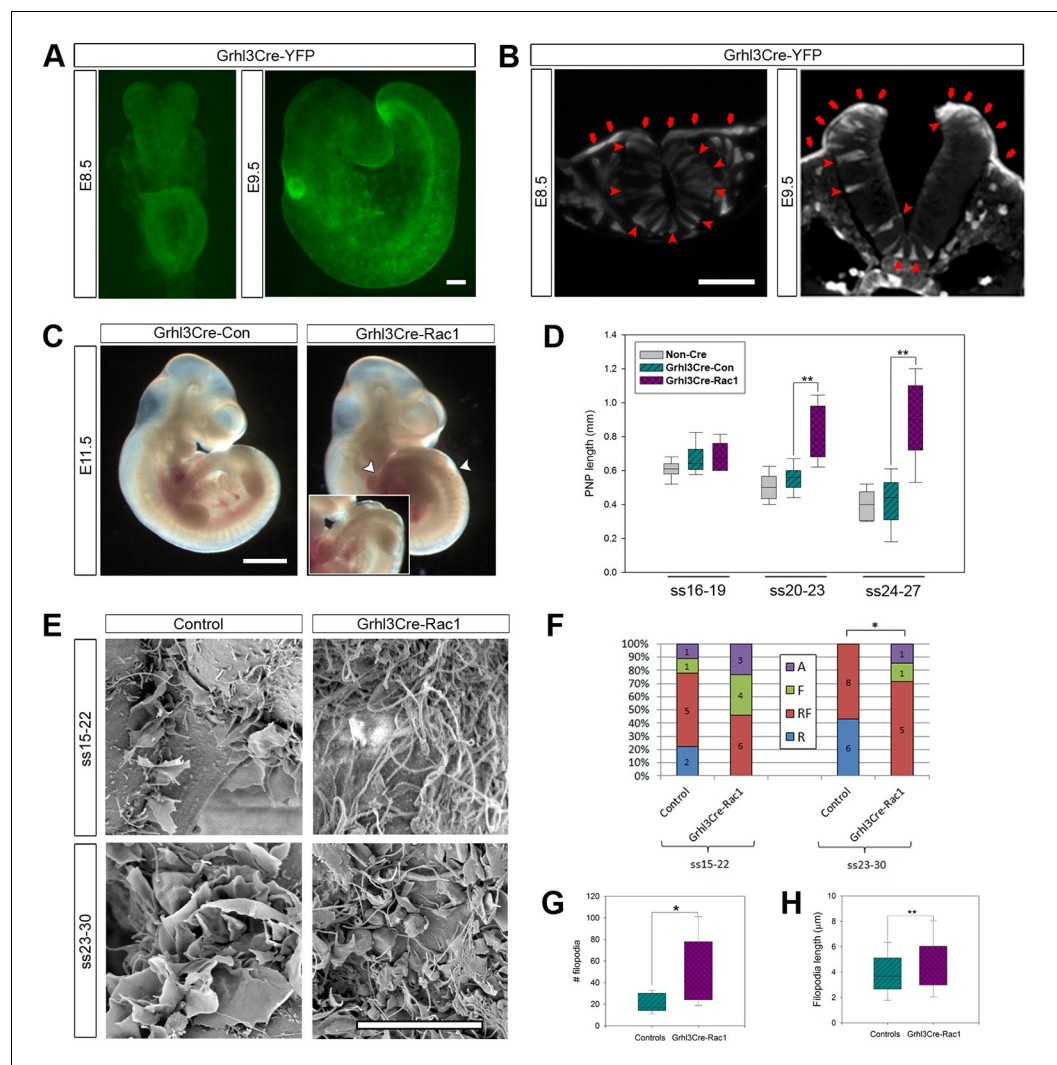 A
Grhl3Cre-YFP
E8.5
E9.5
B
Grhl3Cre-YFP
E8.5
E9.5
C
Grhl3Cre-Con
Grhl3Cre-Rac1
E11.5
D
PNP length (mm)
1.4
1.2
1.0
0.8
0.6
0.4
0.2
0.0
Non-Cre
Grhl3Cre-Con
Grhl3Cre-Rac1
**
**
ss16-19
ss20-23
ss24-27
E
Control
Grhl3Cre-Rac1
ss15-22
ss23-30
F
100%
90%
80%
70%
60%
50%
40%
30%
20%
10%
0%
1
1
5
2
3
4
6
A
F
RF
R
*
8
6
1
1
5
Control
Grhl3Cre-Rac1
Control
Grhl3Cre-Rac1
ss15-22
ss23-30
G
# filopodia
120
100
80
60
40
20
0
*
Controls
Grhl3Cre-Rac1
H
Filopodia length (μm)
10
8
6
4
2
0
**
Controls
Grhl3Cre-Rac1